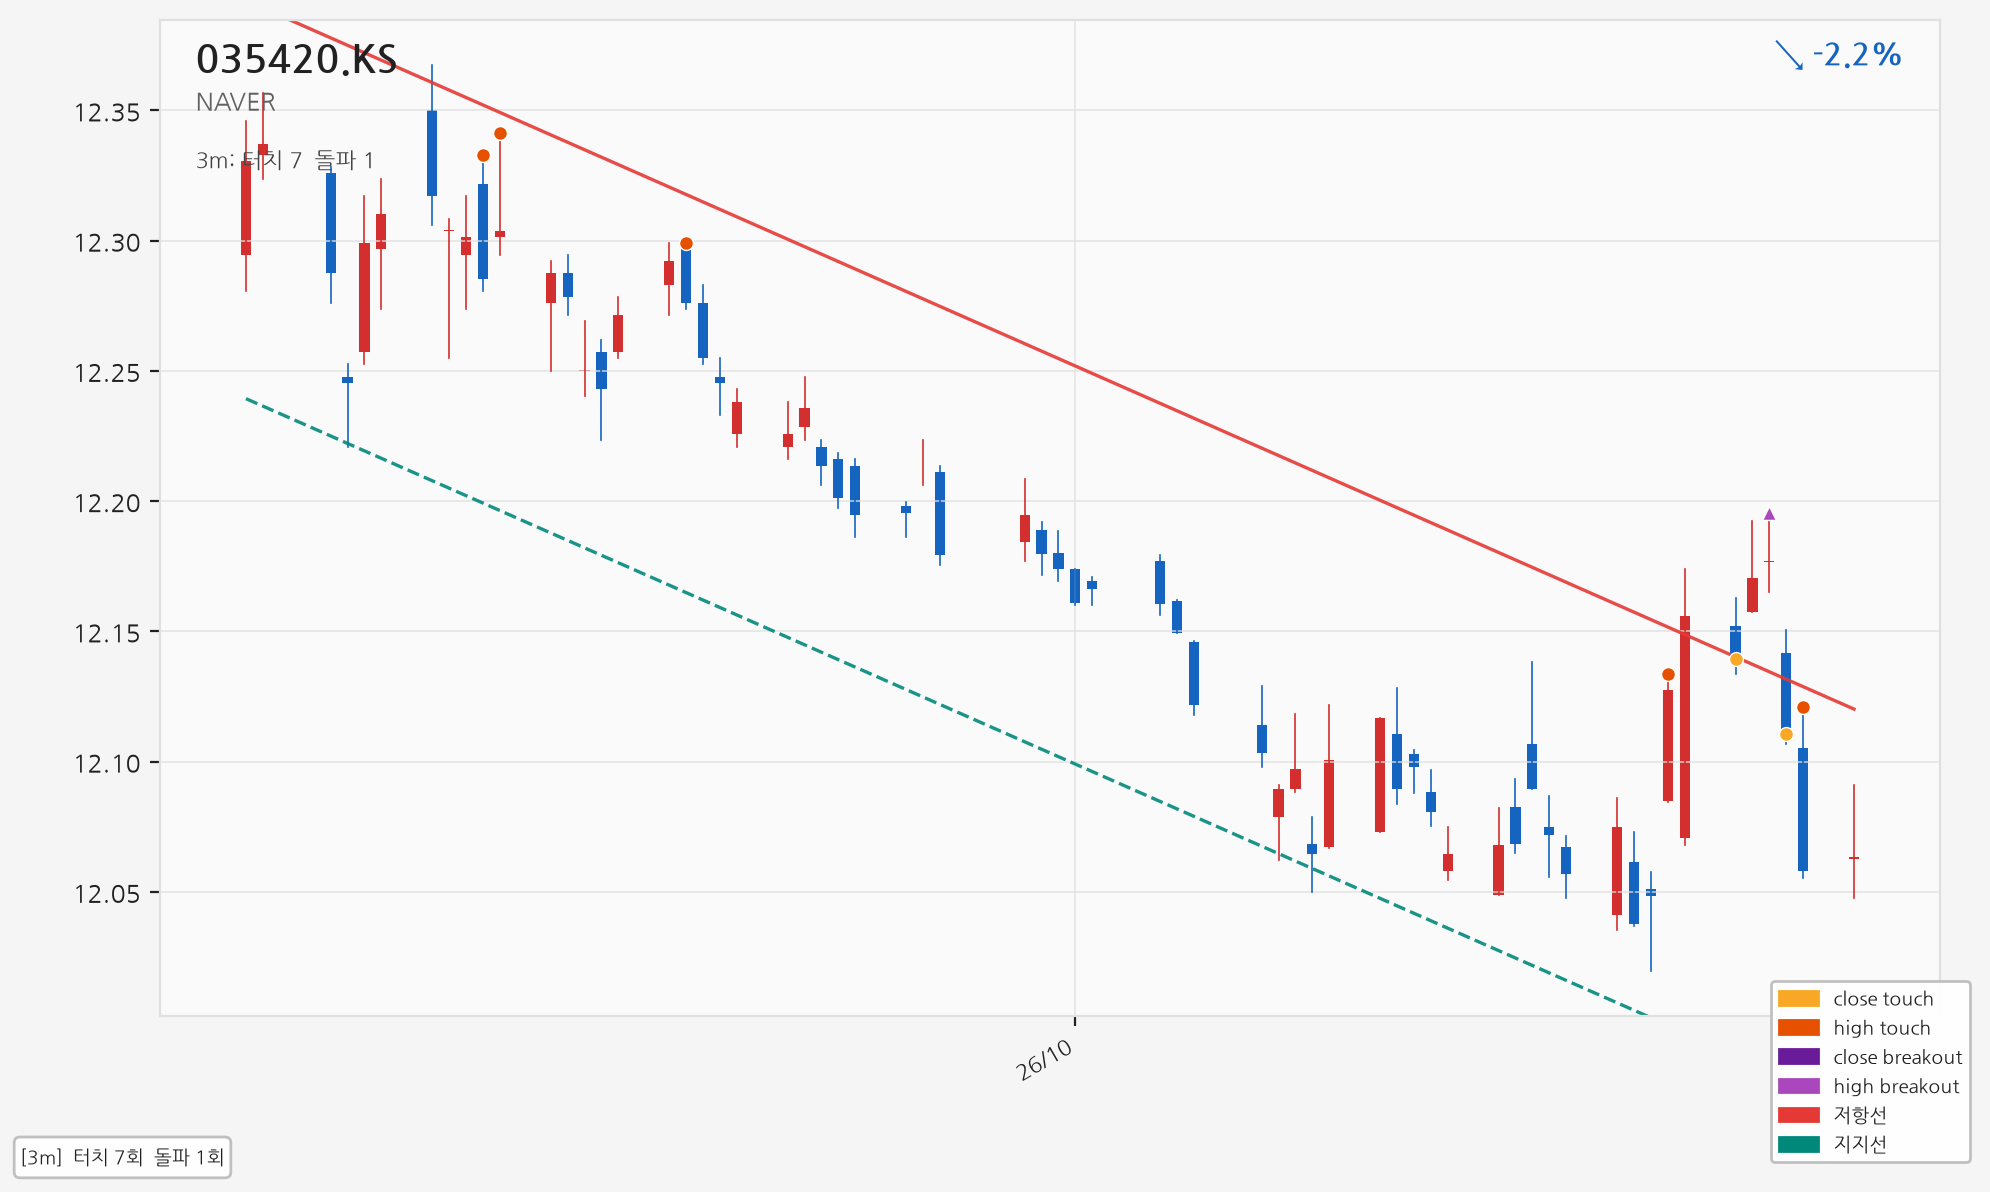 035420.KS
NAVER
3m: 터치 7 돌파 1
-2.2%
12.35
12.30
12.25
12.20
12.15
12.10
12.05
26/10
close touch
high touch
close breakout
high breakout
저항선
지지선
[3m] 터치 7회 돌파 1회